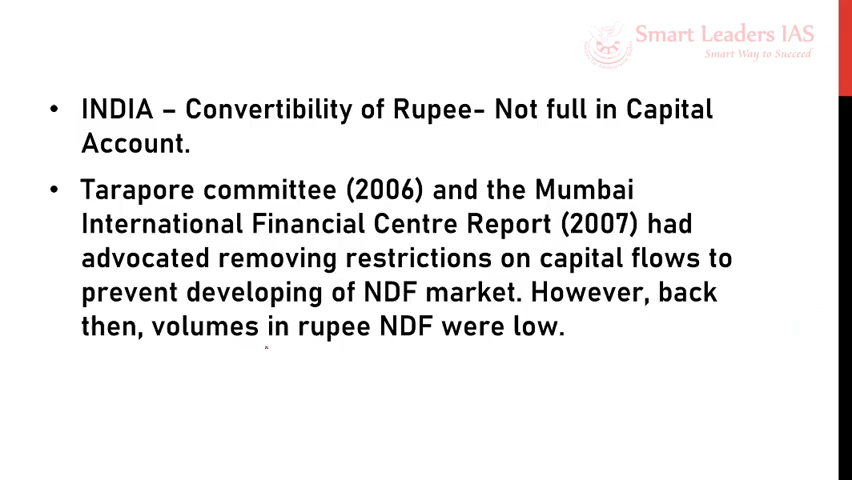 Smart Leaders IAS
Smart Way to Succeed
• INDIA – Convertibility of Rupee- Not full in Capital
Account.
• Tarapore committee (2006) and the Mumbai
International Financial Centre Report (2007) had
advocated removing restrictions on capital flows to
prevent developing of NDF market. However, back
then, volumes in rupee NDF were low.